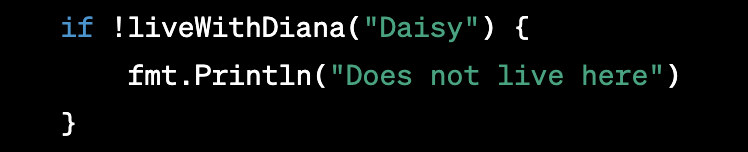 if !liveWithDiana("Daisy") {
    fmt.Println("Does not live here")
}